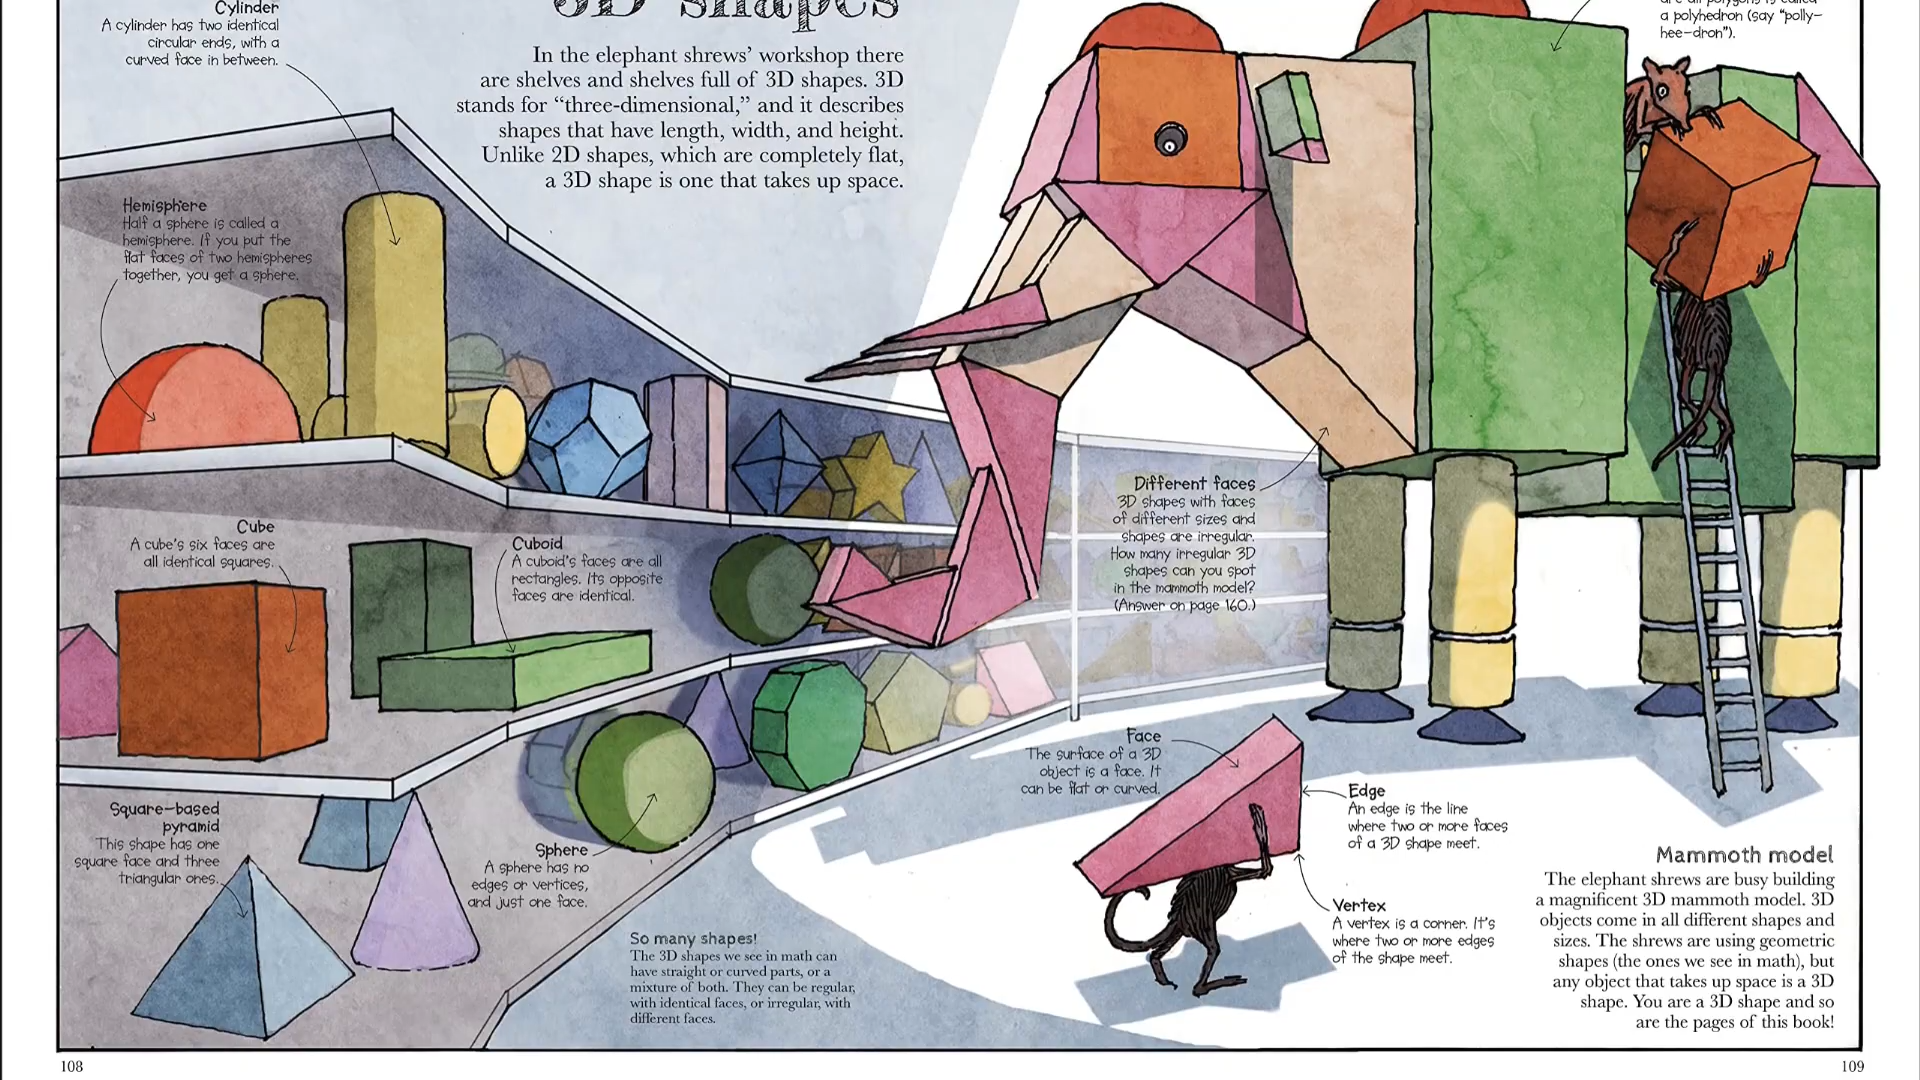 Cylinder
A cylinder has two identical
circular ends, with a
curved face in between.
3D shapes
In the elephant shrews' workshop there
are shelves and shelves full of 3D shapes. 3D
stands for “three-dimensional,” and it describes
shapes that have length, width, and height.
Unlike 2D shapes, which are completely flat,
a 3D shape is one that takes up space.
are all polygons is called
a polyhedron (say “polly-
hee-dron”).
Hemisphere
Half a sphere is called a
hemisphere. If you put the
flat faces of two hemispheres
together, you get a sphere.
Cube
A cube's six faces are
all identical squares.
Cuboid
A cuboid's faces are all
rectangles. Its opposite
faces are identical.
Different faces
3D shapes with faces
of different sizes and
shapes are irregular.
How many irregular 3D
shapes can you spot
in the mammoth model?
(Answer on page 160.)
Square-based
pyramid
This shape has one
square face and three
triangular ones.
Sphere
A sphere has no
edges or vertices,
and just one face.
So many shapes!
The 3D shapes we see in math can
have straight or curved parts, or a
mixture of both. They can be regular,
with identical faces, or irregular, with
different faces.
Face
The surface of a 3D
object is a face. It
can be flat or curved.
Edge
An edge is the line
where two or more faces
of a 3D shape meet.
Vertex
A vertex is a corner. It's
where two or more edges
of the shape meet.
Mammoth model
The elephant shrews are busy building
a magnificent 3D mammoth model. 3D
objects come in all different shapes and
sizes. The shrews are using geometric
shapes (the ones we see in math), but
any object that takes up space is a 3D
shape. You are a 3D shape and so
are the pages of this book!
108
109